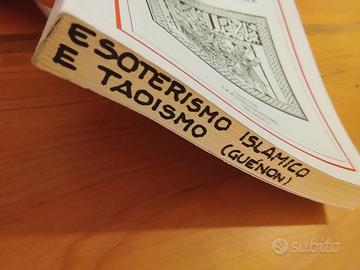 ESOTERISMO ISLAMICO
E TAOISMO (GUÉNON)
subito